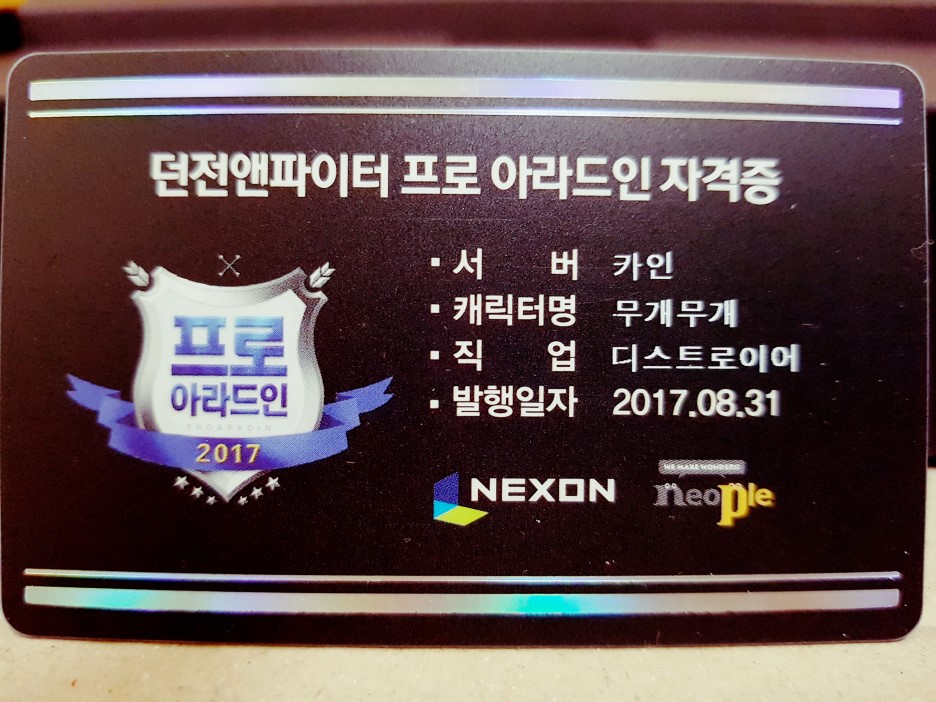 던전앤파이터 프로 아라드인 자격증
프로
아라드인
PROARADIN
2017
▪ 서 버 카인
▪ 캐릭터명 무개무개
▪ 직 업 디스트로이어
▪ 발행일자 2017.08.31
NEXON
WE MAKE WONDERS!
neople